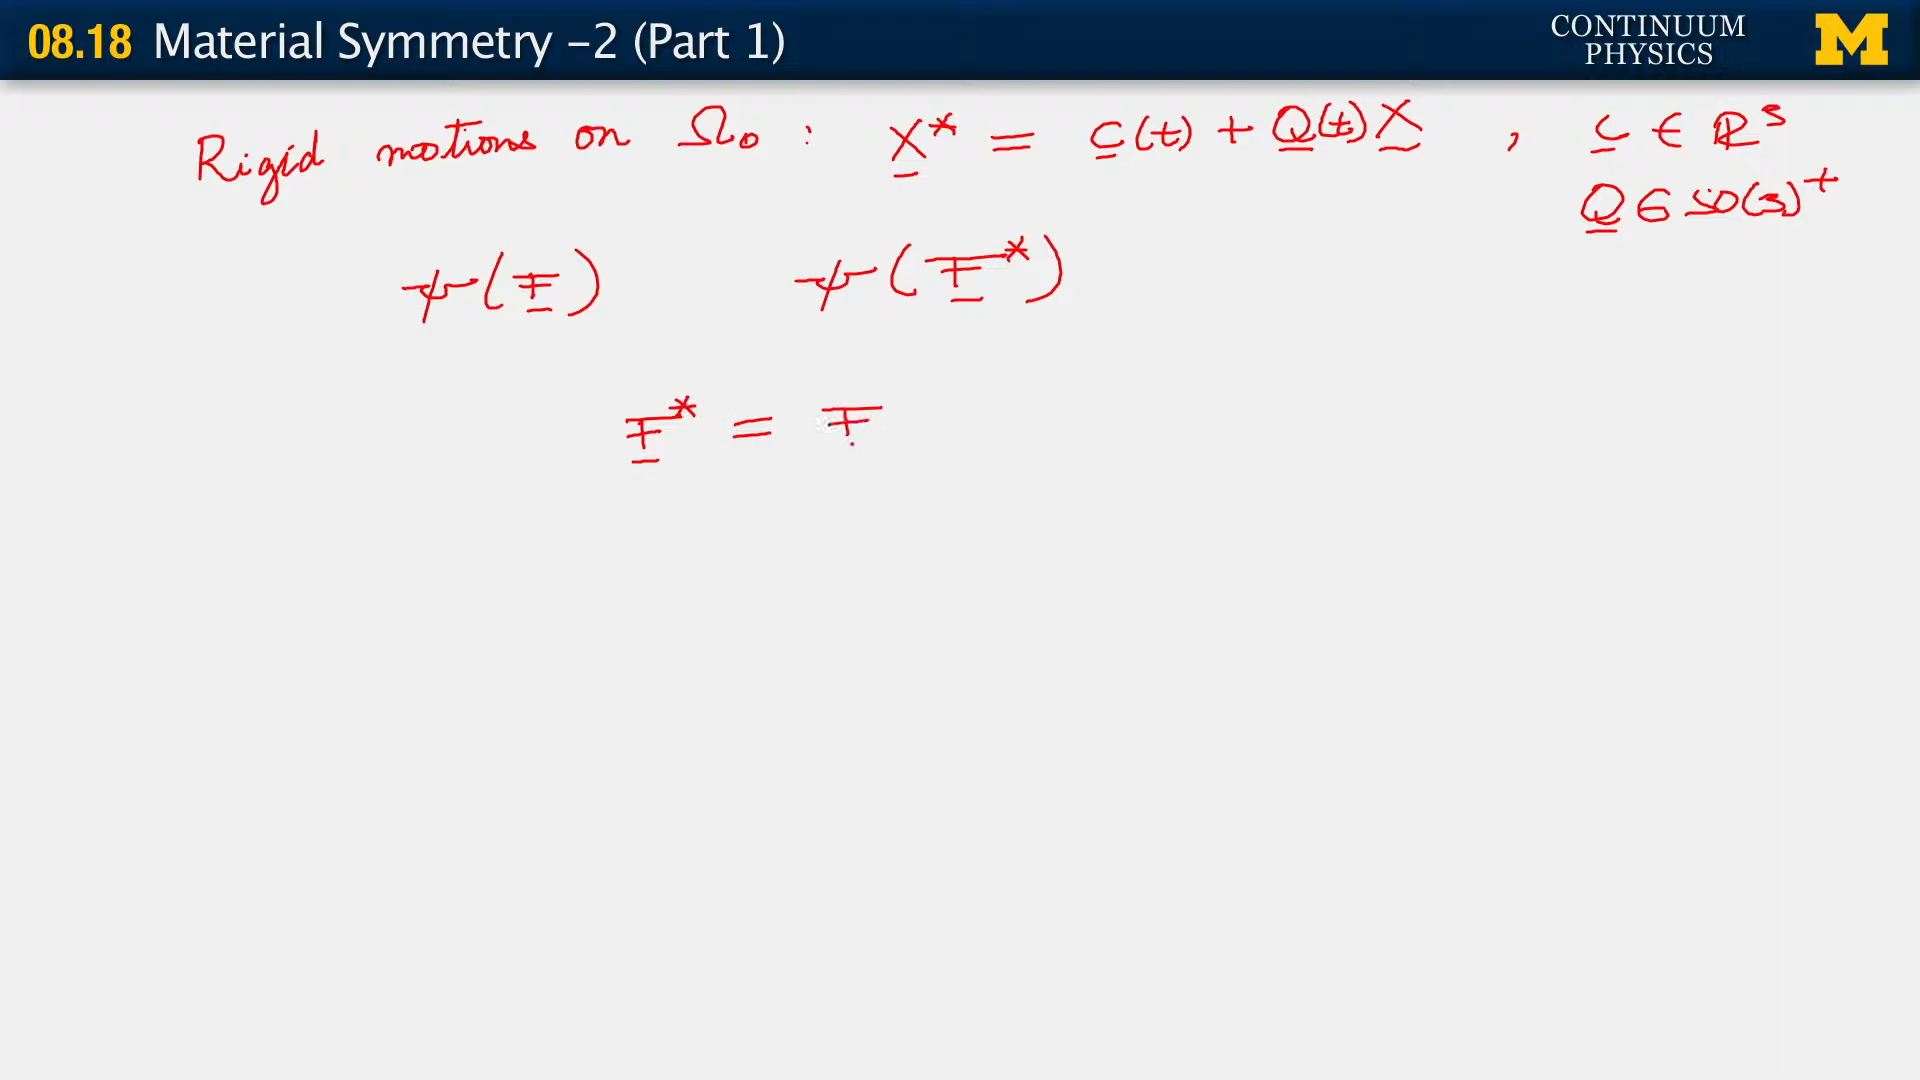 08.18 Material Symmetry -2 (Part 1)
CONTINUUM PHYSICS
M
Rigid motions on Ω₀ : X* = c(t) + Q(t)X , c ∈ ℝ³
Q ∈ SO(3)⁺
ψ(F) ψ(F*)
F* = F